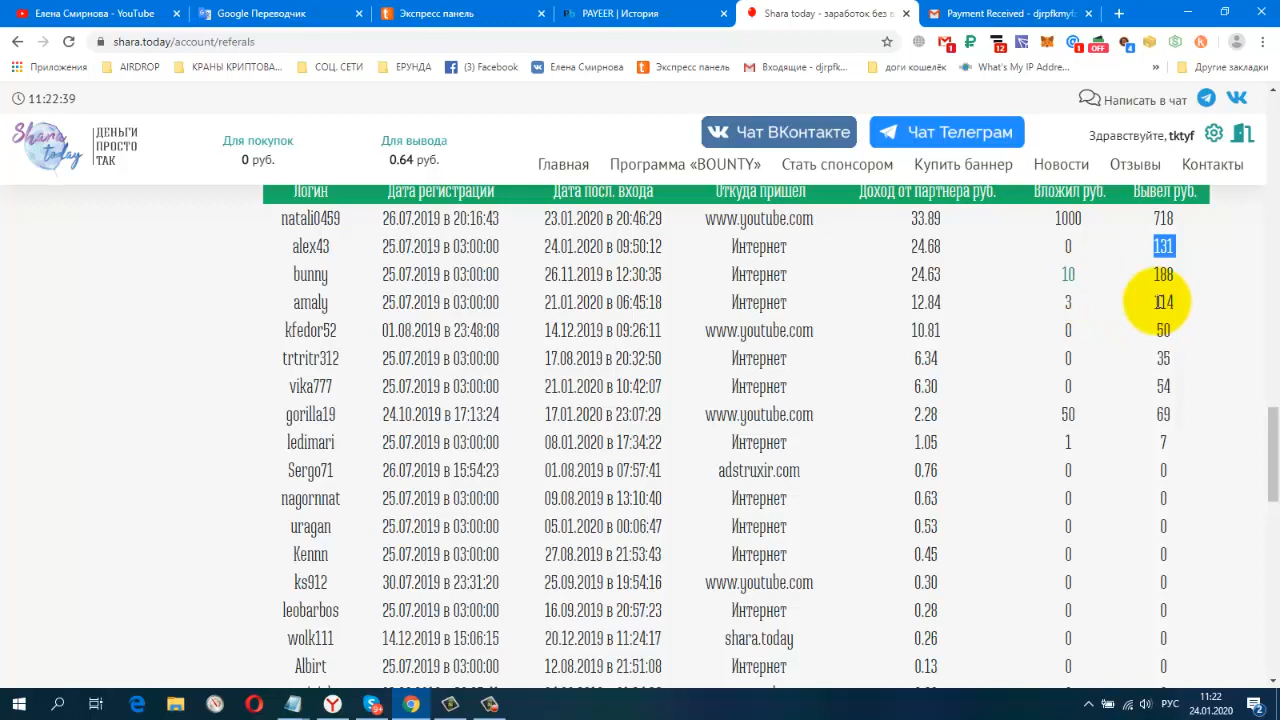 Елена Смирнова - YouTube
Google Переводчик
Экспресс панель
PAYEER | История
Shara today - заработок без в
Payment Received - djrpfkmyf
shara.today/account/referals
Приложения
AIRDROP
КРАНЫ КРИПТОВА...
СОЦ. СЕТИ
ЕРУНДА
(3) Facebook
Елена Смирнова
Экспресс панель
Входящие - djrpfk...
доги кошелёк
What's My IP Addre...
»
Другие закладки
11:22:39
Написать в чат
Shara today
ДЕНЬГИ
ПРОСТО
ТАК
Для покупок
0 руб.
Для вывода
0.64 руб.
Чат ВКонтакте
Чат Телеграм
Здравствуйте, tktyf
Главная Программа «BOUNTY» Стать спонсором Купить баннер Новости Отзывы Контакты
Логин Дата регистрации Дата посл. входа Откуда пришел Доход от партнера руб. Вложил руб. Вывел руб.
natali0459 26.07.2019 в 20:16:43 23.01.2020 в 20:46:29 www.youtube.com 33.89 1000 718
alex43 25.07.2019 в 03:00:00 24.01.2020 в 09:50:12 Интернет 24.68 0 131
bunny 25.07.2019 в 03:00:00 26.11.2019 в 12:30:35 Интернет 24.63 10 188
amaly 25.07.2019 в 03:00:00 21.01.2020 в 06:45:18 Интернет 12.84 3 114
kfedor52 01.08.2019 в 23:48:08 14.12.2019 в 09:26:11 www.youtube.com 10.81 0 50
trtritr312 25.07.2019 в 03:00:00 17.08.2019 в 20:32:50 Интернет 6.34 0 35
vika777 25.07.2019 в 03:00:00 21.01.2020 в 10:42:07 Интернет 6.30 0 54
gorilla19 24.10.2019 в 17:13:24 17.01.2020 в 23:07:29 www.youtube.com 2.28 50 69
ledimari 25.07.2019 в 03:00:00 08.01.2020 в 17:34:22 Интернет 1.05 1 7
Sergo71 26.07.2019 в 15:54:23 01.08.2019 в 07:57:41 adstruxir.com 0.76 0 0
nagornnat 25.07.2019 в 03:00:00 09.08.2019 в 13:10:40 Интернет 0.63 0 0
uragan 25.07.2019 в 03:00:00 05.01.2020 в 00:06:47 Интернет 0.53 0 0
Kennn 25.07.2019 в 03:00:00 27.08.2019 в 21:53:43 Интернет 0.45 0 0
ks912 30.07.2019 в 23:31:20 25.09.2019 в 19:54:16 www.youtube.com 0.30 0 0
leobarbos 25.07.2019 в 03:00:00 16.09.2019 в 20:57:23 Интернет 0.28 0 0
wolk111 14.12.2019 в 15:06:15 20.12.2019 в 11:24:17 shara.today 0.26 0 0
Albirt 25.07.2019 в 03:00:00 12.08.2019 в 21:51:08 Интернет 0.13 0 0
РУС
11:22
24.01.2020